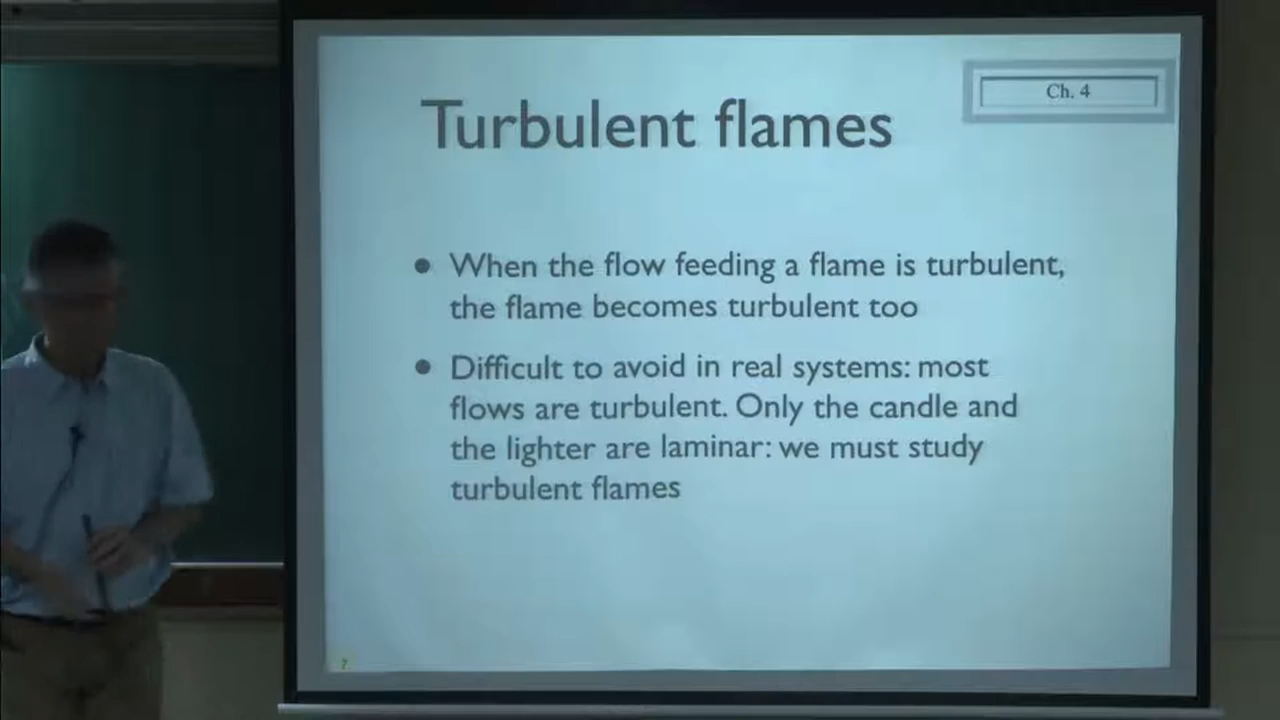 Ch. 4
Turbulent flames
• When the flow feeding a flame is turbulent,
the flame becomes turbulent too
• Difficult to avoid in real systems: most
flows are turbulent. Only the candle and
the lighter are laminar: we must study
turbulent flames
7